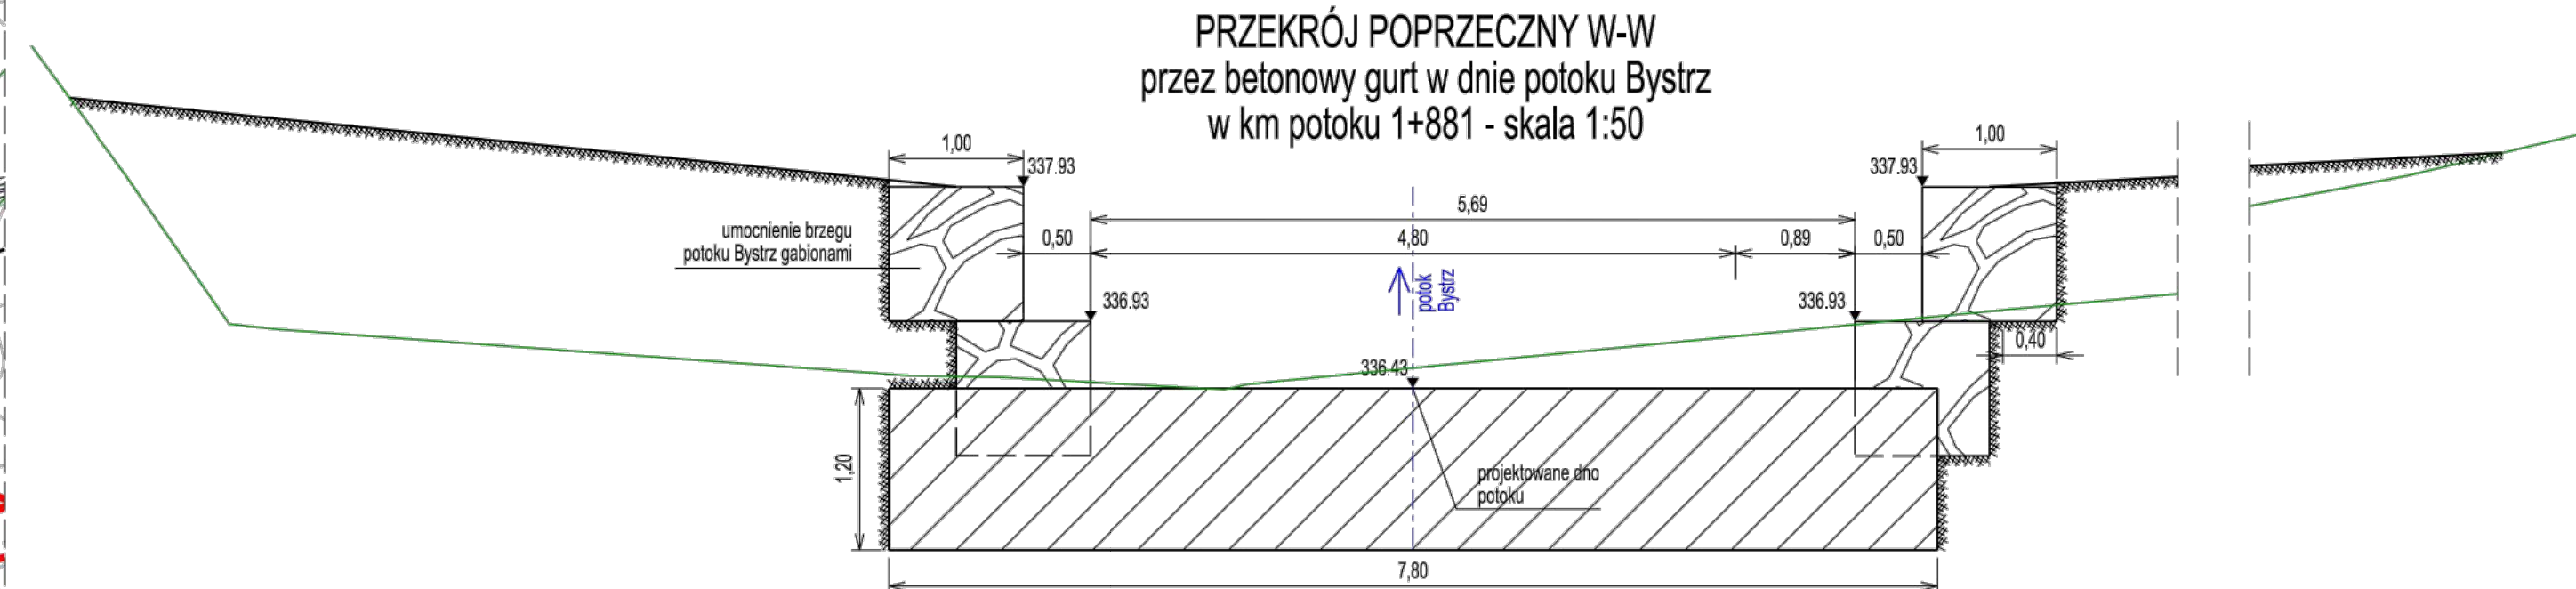 PRZEKRÓJ POPRZECZNY W-W
przez betonowy gurt w dnie potoku Bystrz
w km potoku 1+881 - skala 1:50
1,00
337.93
337.93
1,00
5,69
umocnienie brzegu
potoku Bystrz gabionami
0,50
4,80
0,89
0,50
potok
Bystrz
336.93
336.93
0,40
336.43
1,20
projektowane dno
potoku
7,80